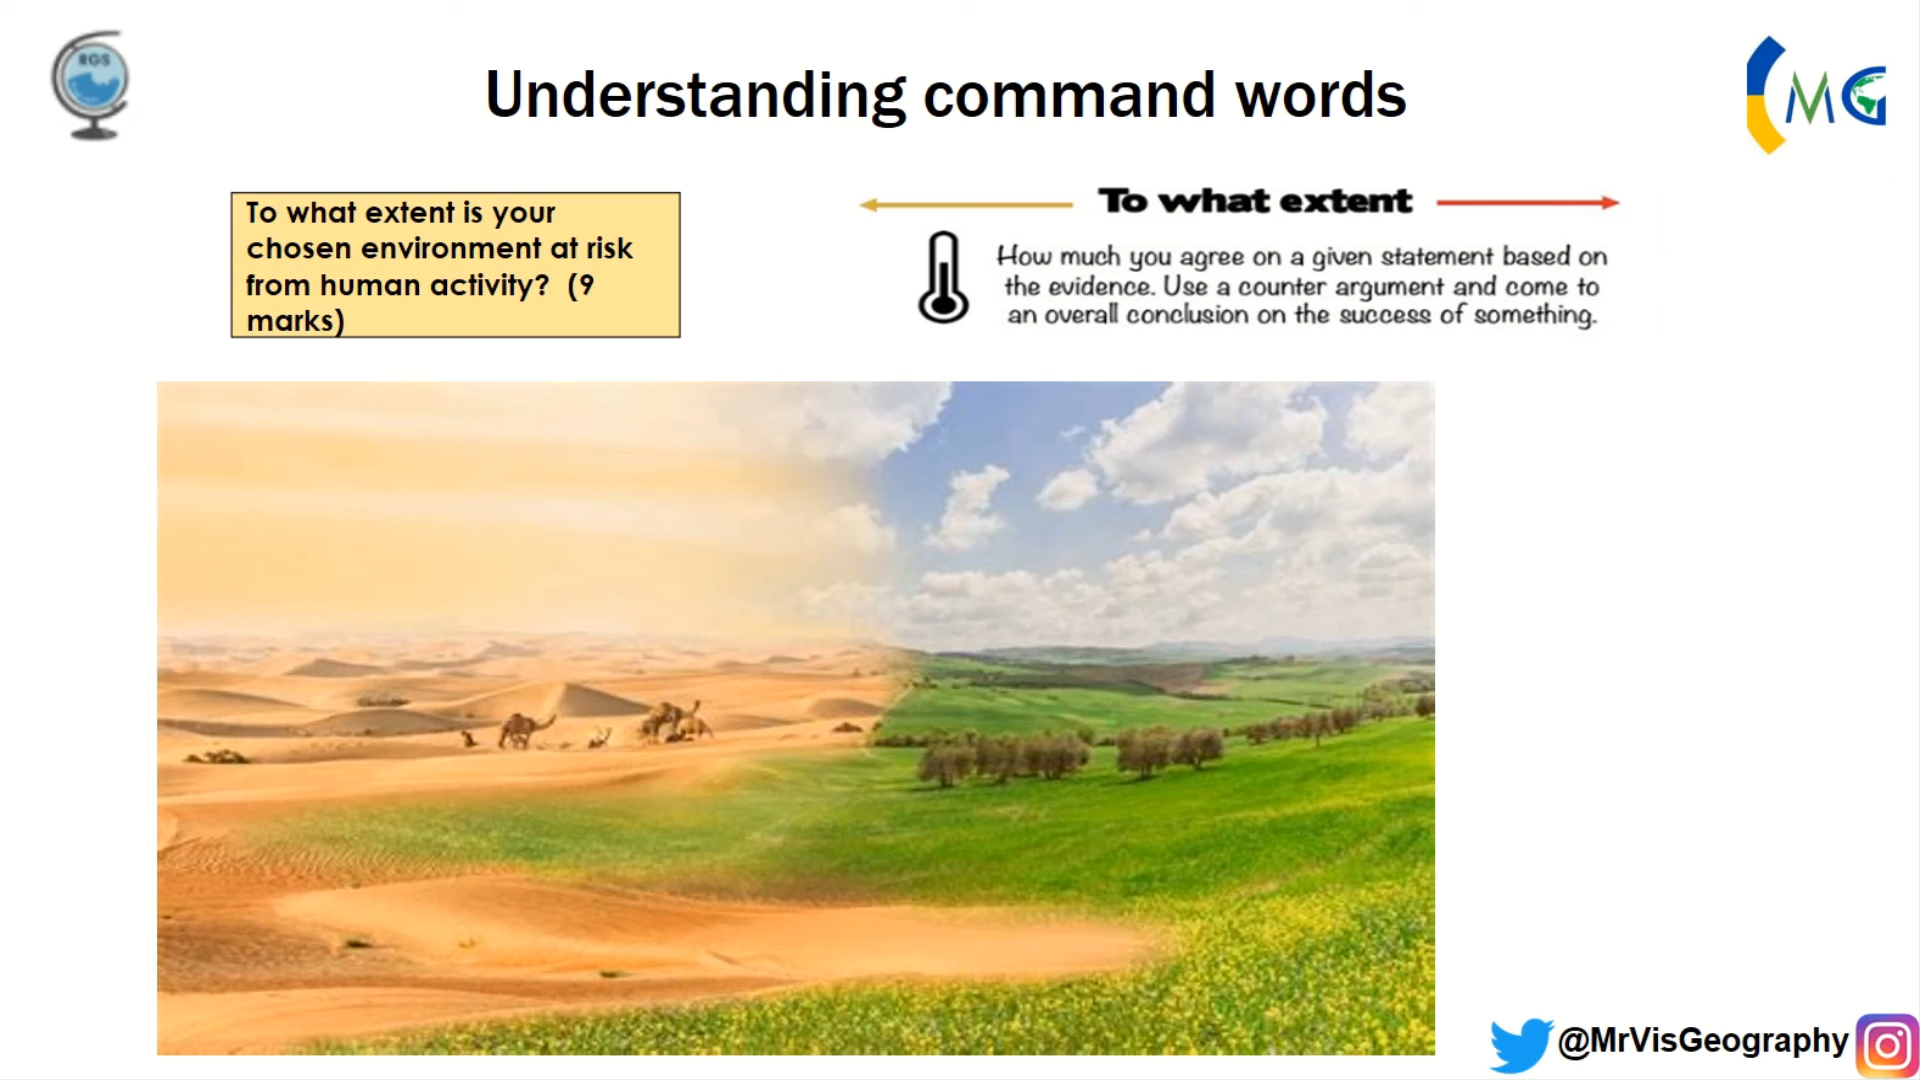 RGS
Understanding command words
MG
To what extent is your
chosen environment at risk
from human activity? (9
marks)
To what extent
How much you agree on a given statement based on
the evidence. Use a counter argument and come to
an overall conclusion on the success of something.
@MrVisGeography